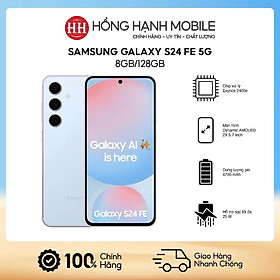 HH
HỒNG HẠNH MOBILE
CHÍNH HÃNG - UY TÍN - CHẤT LƯỢNG
SAMSUNG GALAXY S24 FE 5G
8GB/128GB
Galaxy AI
is here
Galaxy S24 FE
Chip xử lý
Exynos 2400e
Màn hình
Dynamic AMOLED
2X 6.7 inch
Dung lượng pin
4700 mAh
Hỗ trợ sạc tối đa
25 W
100% Chính
Hãng
Giao Hàng
Nhanh Chóng